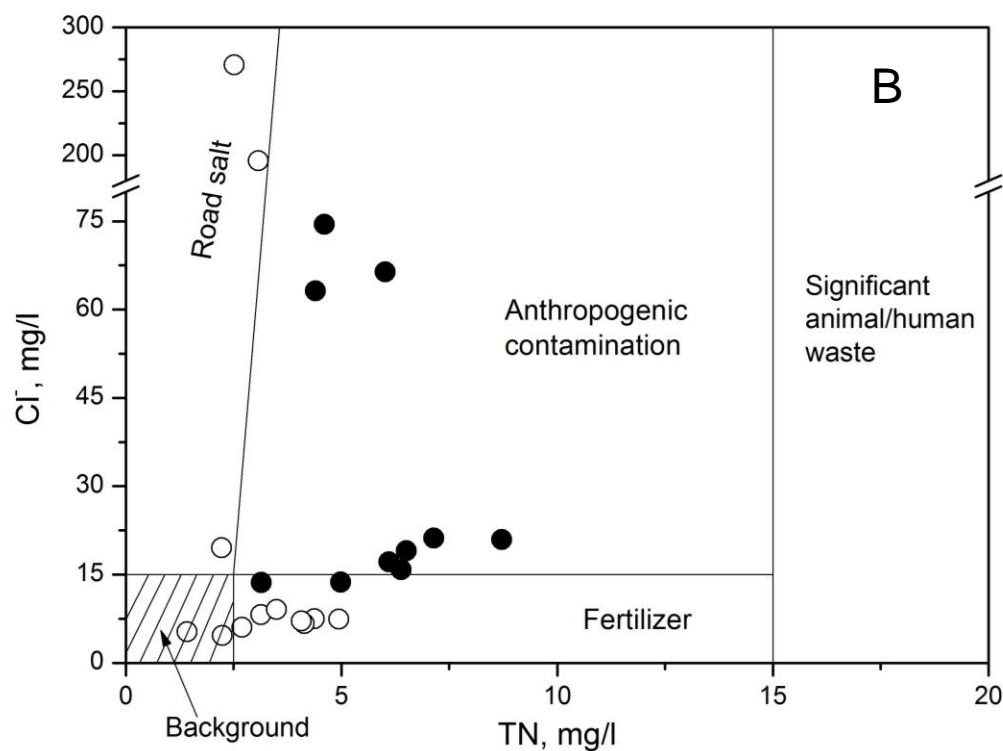 300
B
250
200
Road salt
75
60
Anthropogenic
contamination
Significant
animal/human
waste
45
Cl-, mg/l
30
15
Fertilizer
0
0
5
10
15
20
Background
TN, mg/l